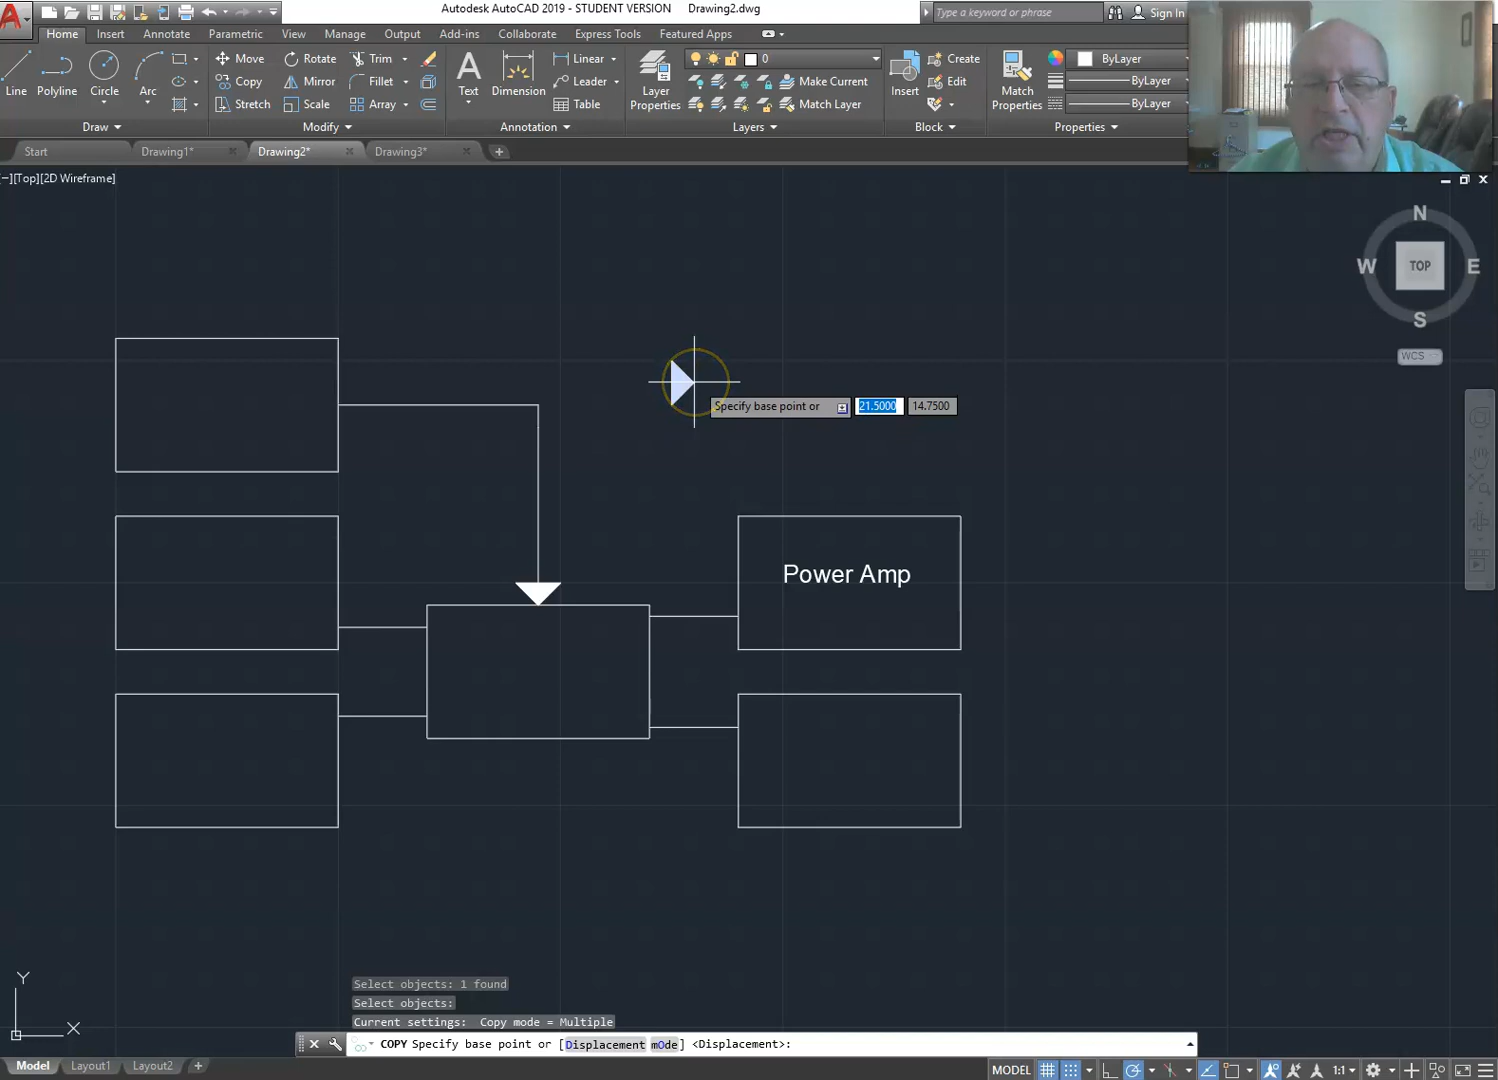 Autodesk AutoCAD 2019 - STUDENT VERSION Drawing2.dwg
Type a keyword or phrase
Sign In
Home Insert Annotate Parametric View Manage Output Add-ins Collaborate Express Tools Featured Apps
Line Polyline Circle Arc
Move Rotate Trim
Copy Mirror Fillet
Stretch Scale Array
Text Dimension
Linear
Leader
Table
Layer Properties
0
Make Current
Match Layer
Insert
Create
Edit
Match Properties
ByLayer
ByLayer
ByLayer
Draw Modify Annotation Layers Block Properties
Start Drawing1* Drawing2* Drawing3*
[−][Top][2D Wireframe]
N
W TOP E
S
WCS
Specify base point or 21.5000 14.7500
Power Amp
Y
X
Select objects: 1 found
Select objects:
Current settings: Copy mode = Multiple
COPY Specify base point or [Displacement mOde] <Displacement>:
Model Layout1 Layout2 +
MODEL 1:1